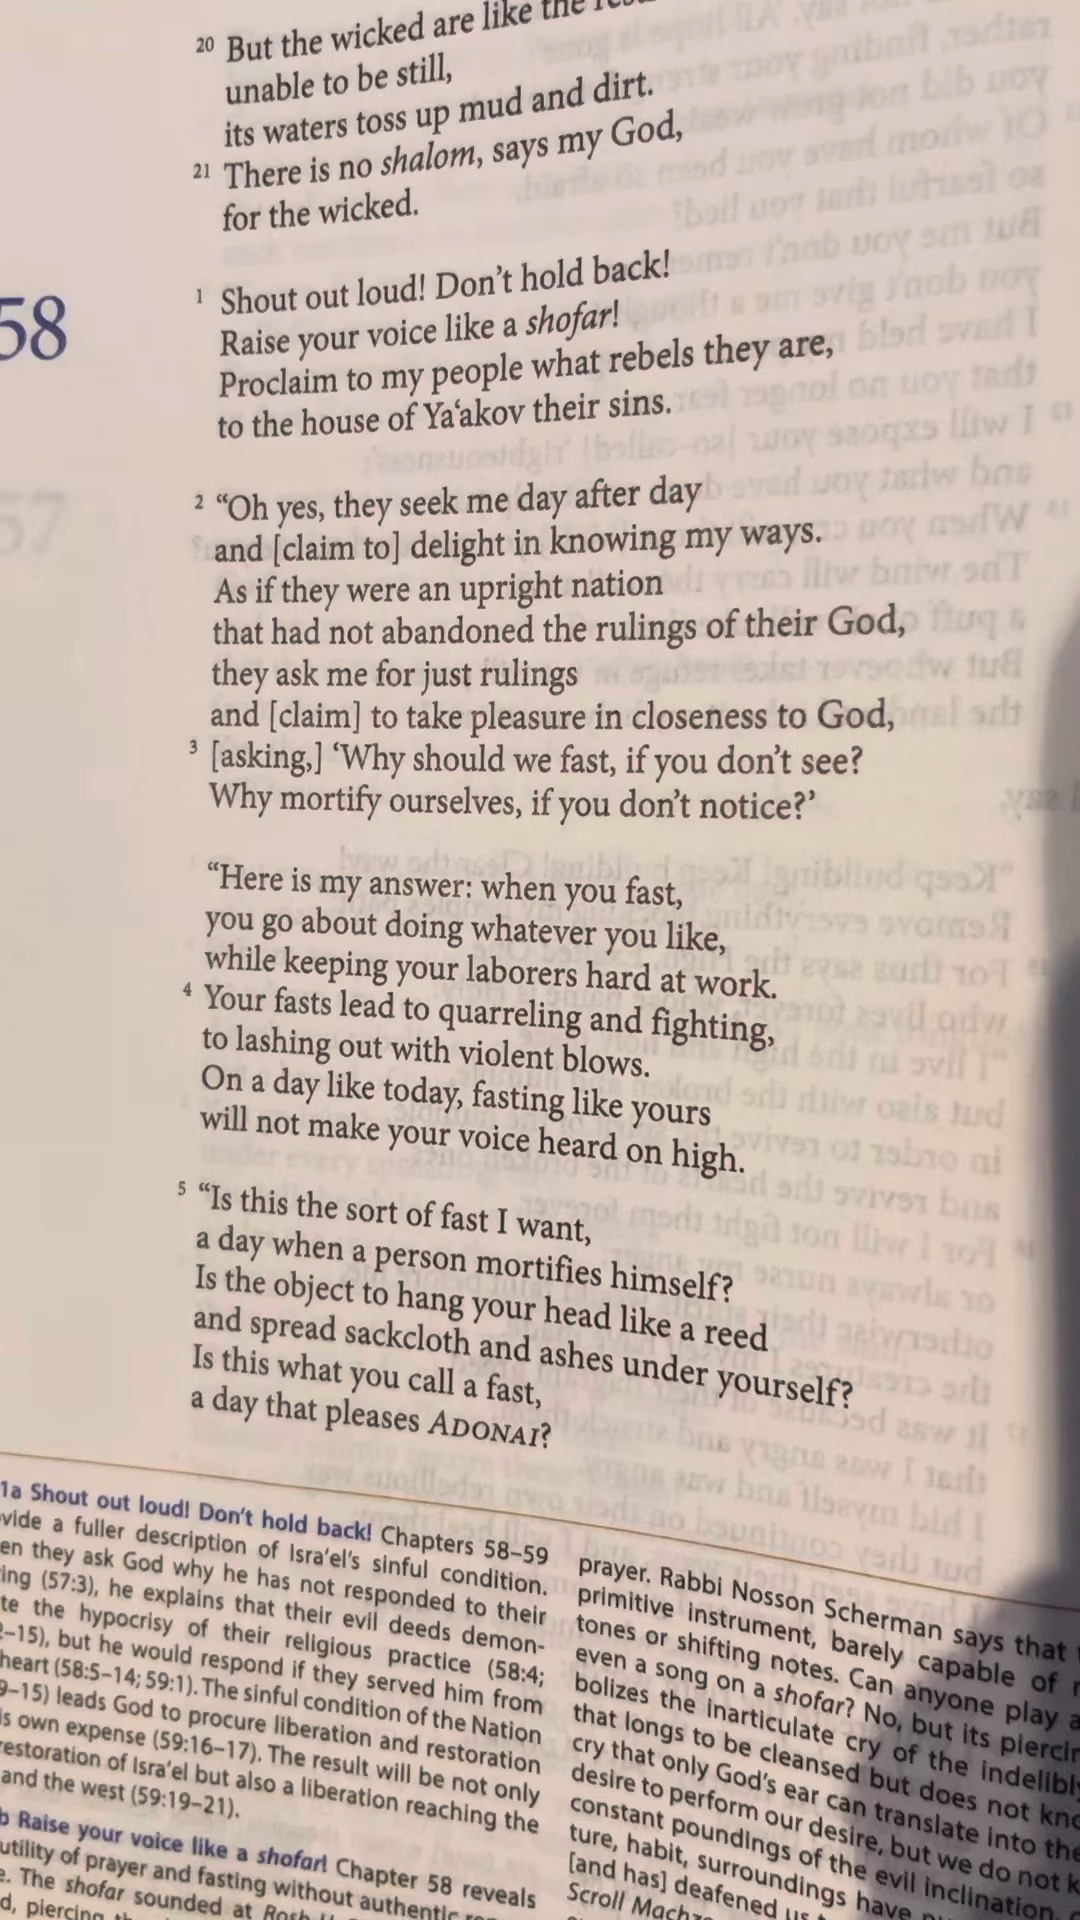 20 But the wicked are like the
unable to be still,
its waters toss up mud and dirt.
21 There is no shalom, says my God,
for the wicked.
58
1 Shout out loud! Don't hold back!
Raise your voice like a shofar!
Proclaim to my people what rebels they are,
to the house of Ya‘akov their sins.
57
2 “Oh yes, they seek me day after day
and [claim to] delight in knowing my ways.
As if they were an upright nation
that had not abandoned the rulings of their God,
they ask me for just rulings
and [claim] to take pleasure in closeness to God,
3 [asking,] ‘Why should we fast, if you don’t see?
Why mortify ourselves, if you don’t notice?’
“Here is my answer: when you fast,
you go about doing whatever you like,
while keeping your laborers hard at work.
4 Your fasts lead to quarreling and fighting,
to lashing out with violent blows.
On a day like today, fasting like yours
will not make your voice heard on high.
5 “Is this the sort of fast I want,
a day when a person mortifies himself?
Is the object to hang your head like a reed
and spread sackcloth and ashes under yourself?
Is this what you call a fast,
a day that pleases ADONAI?
1a Shout out loud! Don’t hold back! Chapters 58–59
a fuller description of Isra’el’s sinful condition.
they ask God why he has not responded to their
(57:3), he explains that their evil deeds demon-
the hypocrisy of their religious practice (58:4;
–15), but he would respond if they served him from
heart (58:5–14; 59:1). The sinful condition of the Nation
9–15) leads God to procure liberation and restoration
own expense (59:16–17). The result will be not only
restoration of Isra’el but also a liberation reaching the
and the west (59:19–21).
b Raise your voice like a shofar! Chapter 58 reveals
utility of prayer and fasting without authentic
The shofar sounded at Rosh
piercing
prayer. Rabbi Nosson Scherman says that
primitive instrument, barely capable of
tones or shifting notes. Can anyone play a
even a song on a shofar? No, but its
bolizes the inarticulate cry of the
that longs to be cleansed but does not
cry that only God’s ear can translate into the
desire to perform our desire, but we do not
constant poundings of the evil inclination,
ture, habit, surroundings have
[and has] deafened us
Scroll